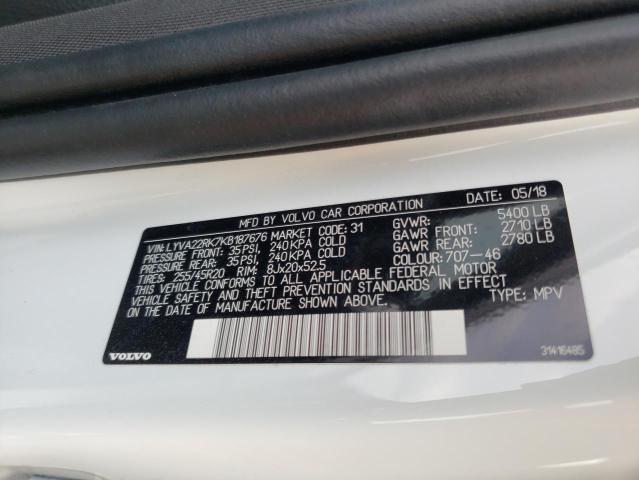 MFD BY VOLVO CAR CORPORATION DATE: 05/18
VIN: LYVA22RK7KB187676 MARKET CODE: 31 GVWR: 5400 LB
FRONT: 35PSI, 240KPA COLD GAWR FRONT: 2710 LB
REAR: 35PSI, 240KPA COLD GAWR REAR: 2780 LB
TIRES: 255/45R20 RIM: 8Jx20x52.5 COLOUR: 707-46
VEHICLE CONFORMS TO ALL APPLICABLE FEDERAL MOTOR
VEHICLE SAFETY AND THEFT PREVENTION STANDARDS IN EFFECT
ON THE DATE OF MANUFACTURE SHOWN ABOVE. TYPE: MPV
VOLVO 31416485